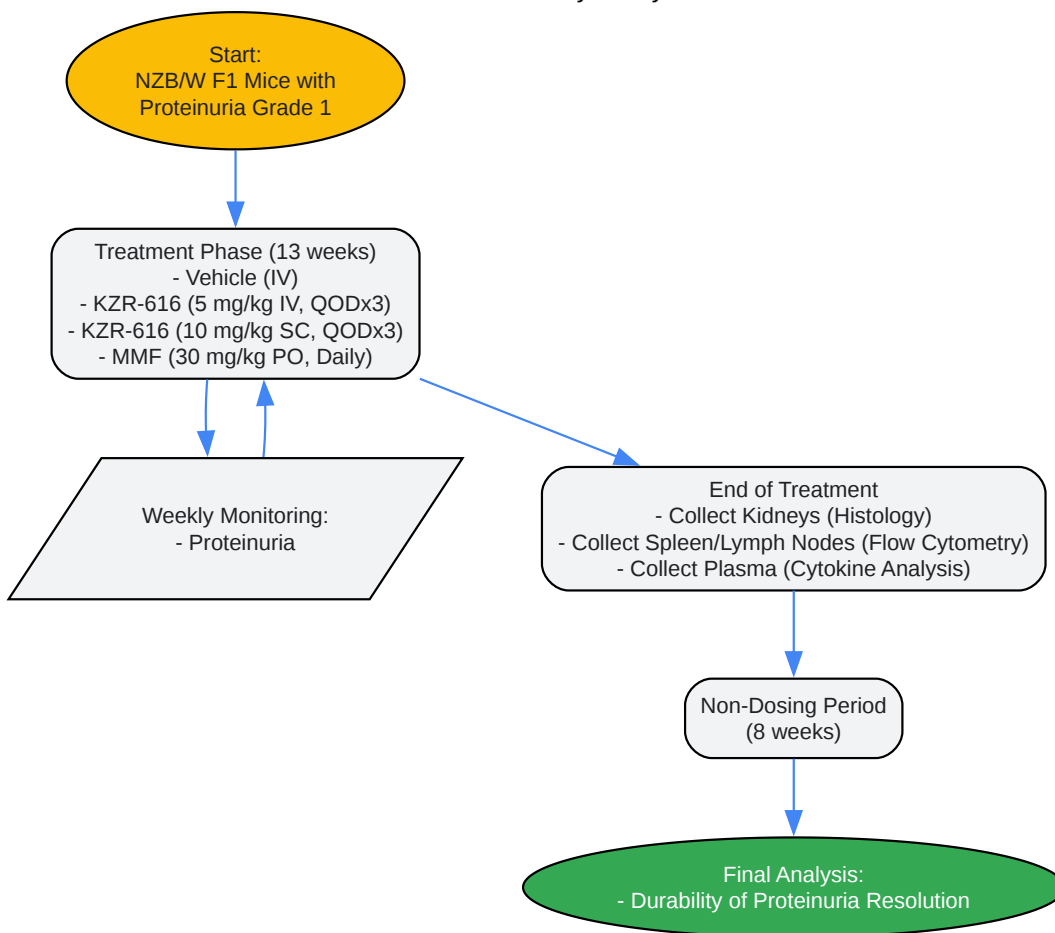 Start:
NZB/W F1 Mice with
Proteinuria Grade 1
Treatment Phase (13 weeks)
- Vehicle (IV)
- KZR-616 (5 mg/kg IV, QODx3)
- KZR-616 (10 mg/kg SC, QODx3)
- MMF (30 mg/kg PO, Daily)
Weekly Monitoring:
- Proteinuria
End of Treatment
- Collect Kidneys (Histology)
- Collect Spleen/Lymph Nodes (Flow Cytometry)
- Collect Plasma (Cytokine Analysis)
Non-Dosing Period
(8 weeks)
Final Analysis:
- Durability of Proteinuria Resolution